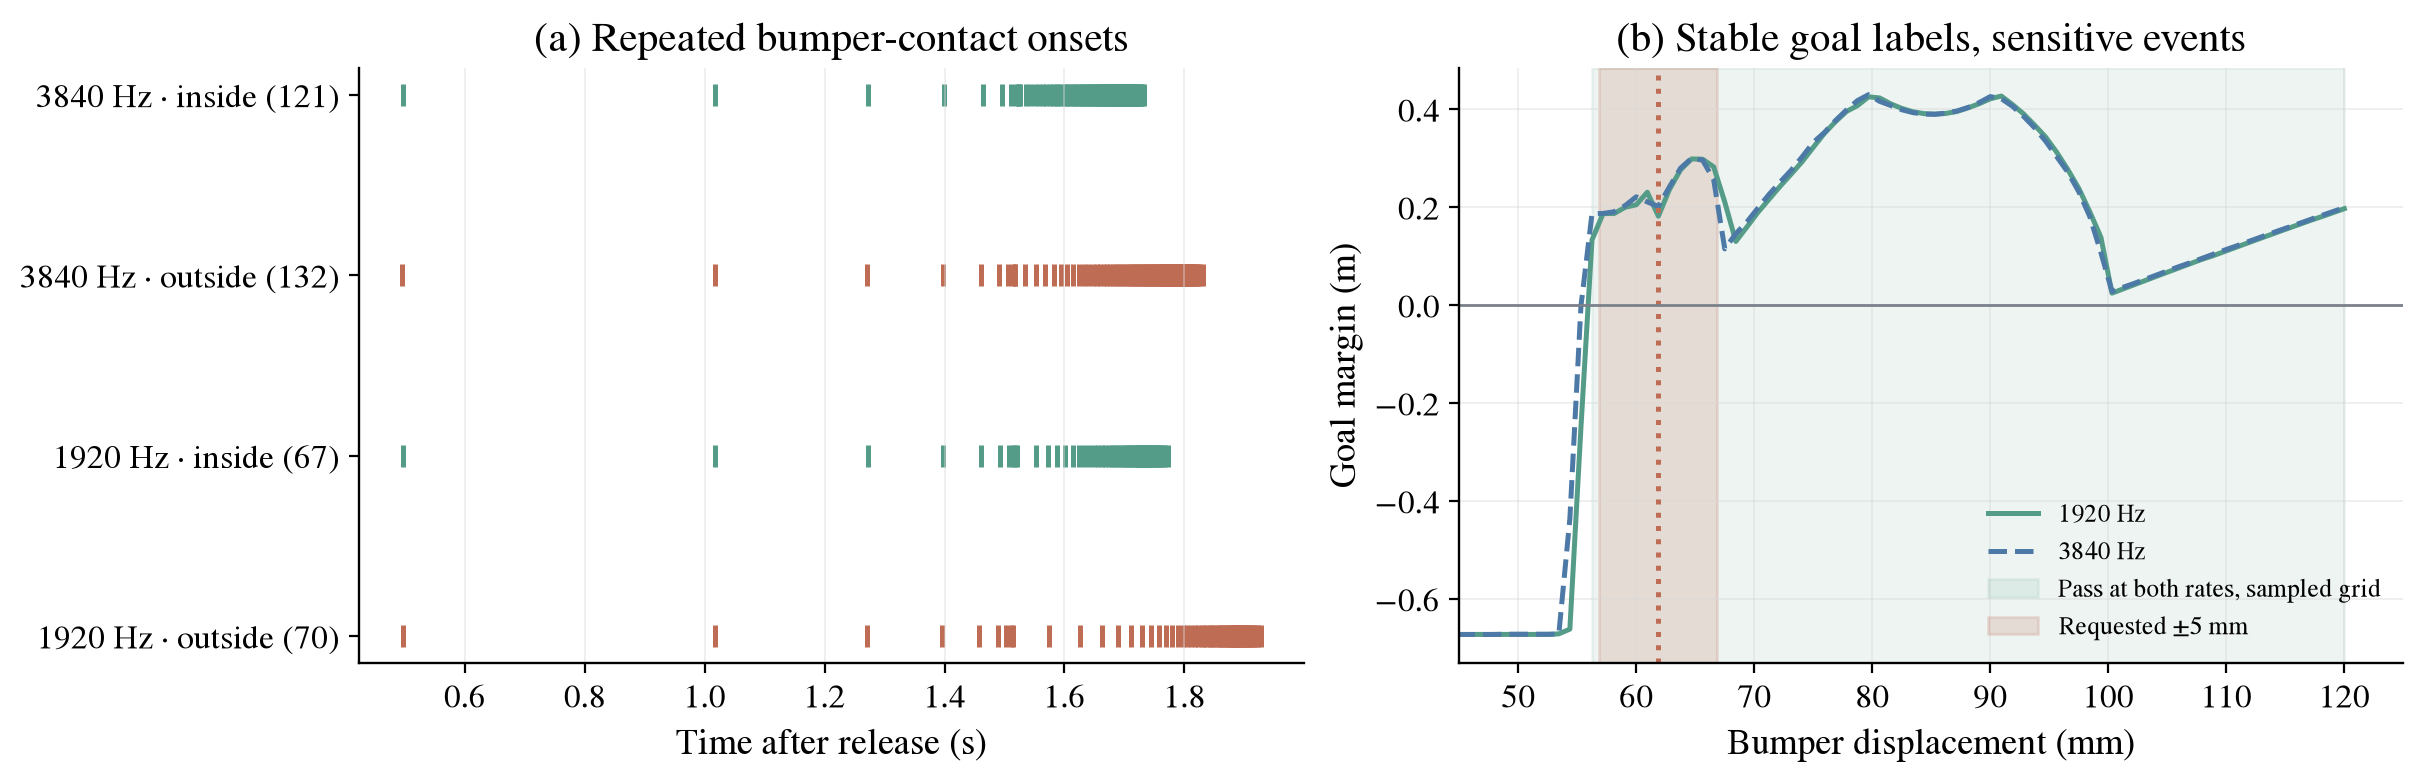 (a) Repeated bumper-contact onsets
3840 Hz · inside (121)
3840 Hz · outside (132)
1920 Hz · inside (67)
1920 Hz · outside (70)
0.6 0.8 1.0 1.2 1.4 1.6 1.8
Time after release (s)
(b) Stable goal labels, sensitive events
Goal margin (m)
0.4
0.2
0.0
−0.2
−0.4
−0.6
1920 Hz
3840 Hz
Pass at both rates, sampled grid
Requested ±5 mm
50 60 70 80 90 100 110 120
Bumper displacement (mm)